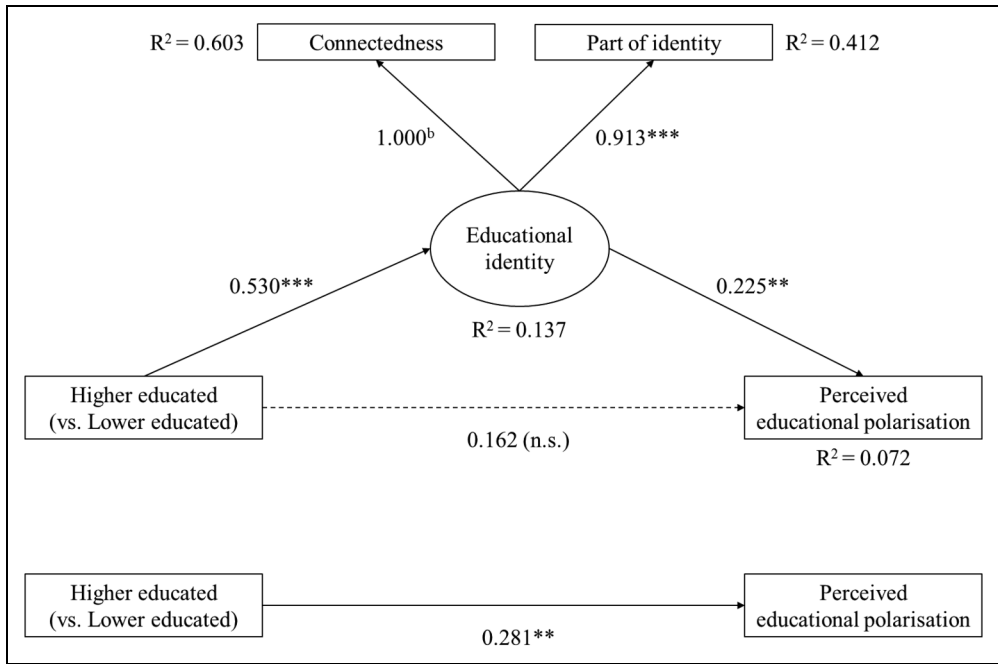 R² = 0.603
Connectedness
Part of identity
R² = 0.412
1.000ᵇ
0.913***
Educational
identity
0.530***
0.225**
R² = 0.137
Higher educated
(vs. Lower educated)
Perceived
educational polarisation
0.162 (n.s.)
R² = 0.072
Higher educated
(vs. Lower educated)
Perceived
educational polarisation
0.281**